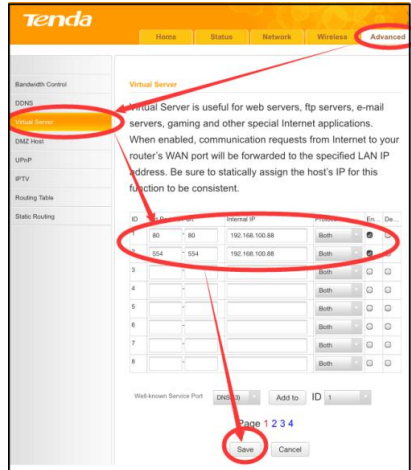 Tenda
Home Status Network Wireless Advanced
Bandwidth Control
DDNS
Virtual Server
DMZ Host
UPnP
IPTV
Routing Table
Static Routing
Virtual Server
Virtual Server is useful for web servers, ftp servers, e-mail
servers, gaming and other special Internet applications.
When enabled, communication requests from Internet to your
router's WAN port will be forwarded to the specified LAN IP
address. Be sure to statically assign the host's IP for this
function to be consistent.
ID Internal IP En... De...
1 80 - 80 192.168.100.88 Both
2 554 - 554 192.168.100.88 Both
3 - Both
4 - Both
5 - Both
6 - Both
7 - Both
8 - Both
Well-known Service Port Add to ID 1
Page 1 2 3 4
Save Cancel